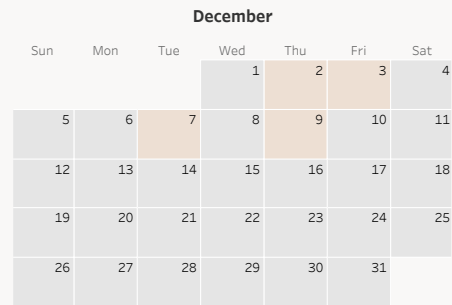 December
Sun Mon Tue Wed Thu Fri Sat
1 2 3 4
5 6 7 8 9 10 11
12 13 14 15 16 17 18
19 20 21 22 23 24 25
26 27 28 29 30 31